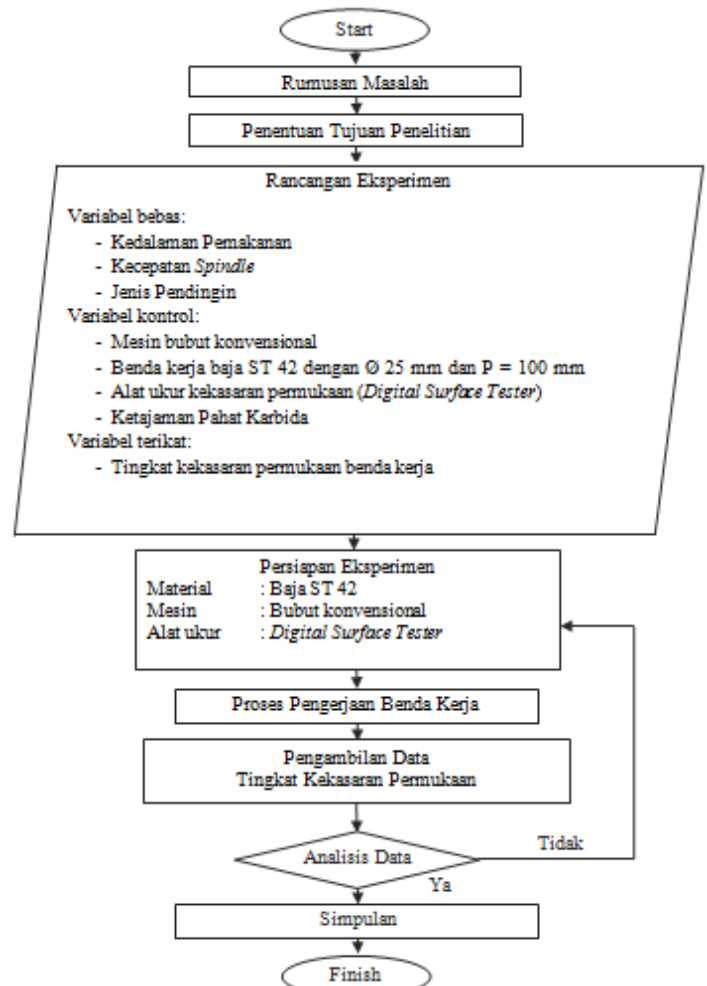 Start
Rumusan Masalah
Penentuan Tujuan Penelitian
Rancangan Eksperimen
Variabel bebas:
- Kedalaman Pemakanan
- Kecepatan Spindle
- Jenis Pendingin
Variabel kontrol:
- Mesin bubut konvensional
- Benda kerja baja ST 42 dengan Ø 25 mm dan P = 100 mm
- Alat ukur kekasaran permukaan (Digital Surface Tester)
- Ketajaman Pahat Karbida
Variabel terikat:
- Tingkat kekasaran permukaan benda kerja
Persiapan Eksperimen
Material : Baja ST 42
Mesin : Bubut konvensional
Alat ukur : Digital Surface Tester
Proses Pengerjaan Benda Kerja
Pengambilan Data
Tingkat Kekasaran Permukaan
Analisis Data
Tidak
Ya
Simpulan
Finish